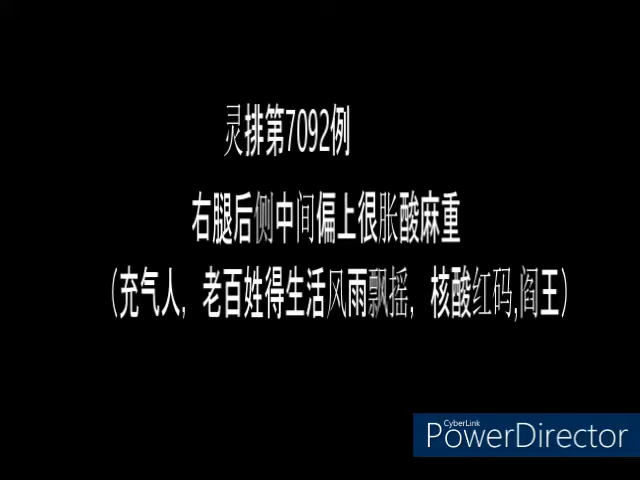 灵排第7092例
右腿后侧中间偏上很胀酸麻重
（充气人，老百姓得生活风雨飘摇，核酸红码,阎王）
CyberLink
PowerDirector